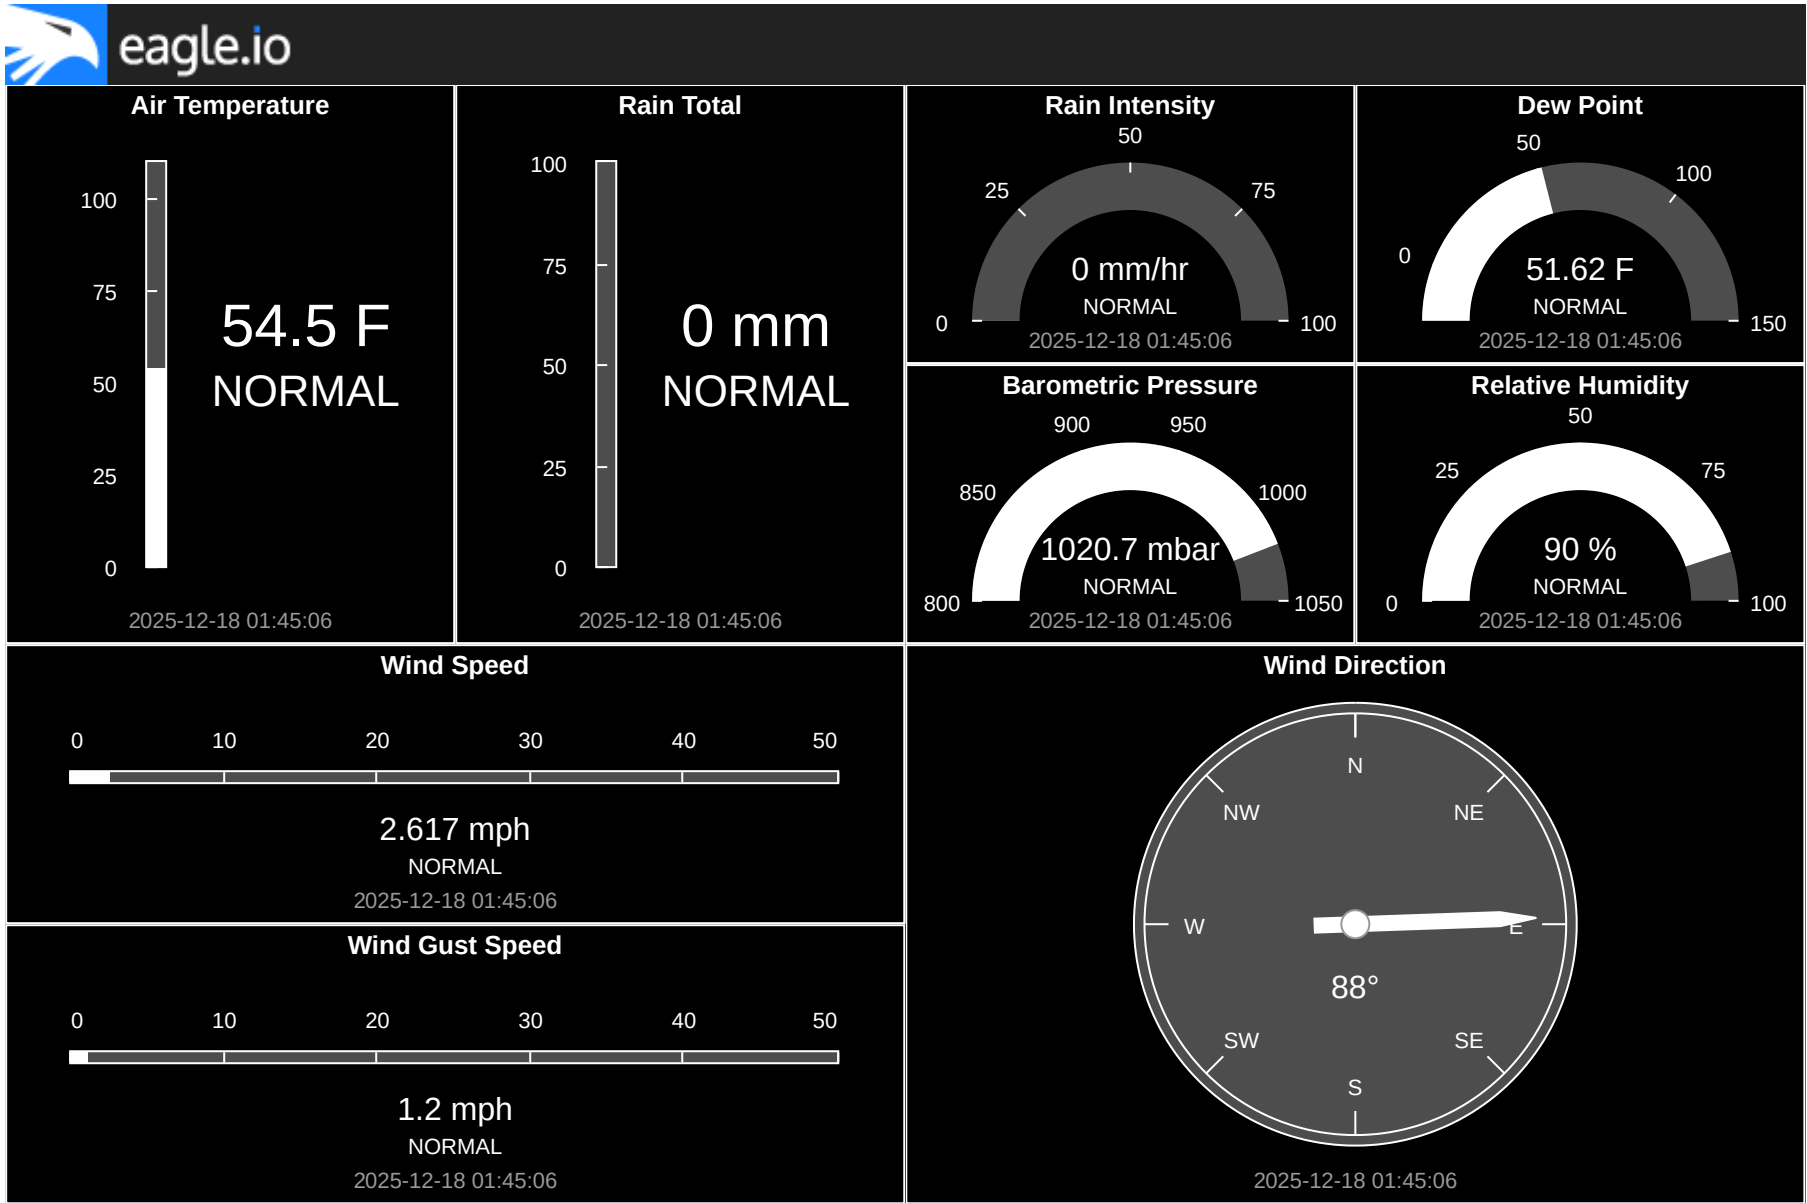 eagle.io
Air Temperature
100
75
50
25
0
54.5 F
NORMAL
2025-12-18 01:45:06
Rain Total
100
75
50
25
0
0 mm
NORMAL
2025-12-18 01:45:06
Rain Intensity
50
25
75
0
100
0 mm/hr
NORMAL
2025-12-18 01:45:06
Dew Point
50
100
0
150
51.62 F
NORMAL
2025-12-18 01:45:06
Barometric Pressure
900
950
850
1000
800
1050
1020.7 mbar
NORMAL
2025-12-18 01:45:06
Relative Humidity
50
25
75
0
100
90 %
NORMAL
2025-12-18 01:45:06
Wind Speed
0 10 20 30 40 50
2.617 mph
NORMAL
2025-12-18 01:45:06
Wind Gust Speed
0 10 20 30 40 50
1.2 mph
NORMAL
2025-12-18 01:45:06
Wind Direction
N
NW NE
W E
88°
SW SE
S
2025-12-18 01:45:06